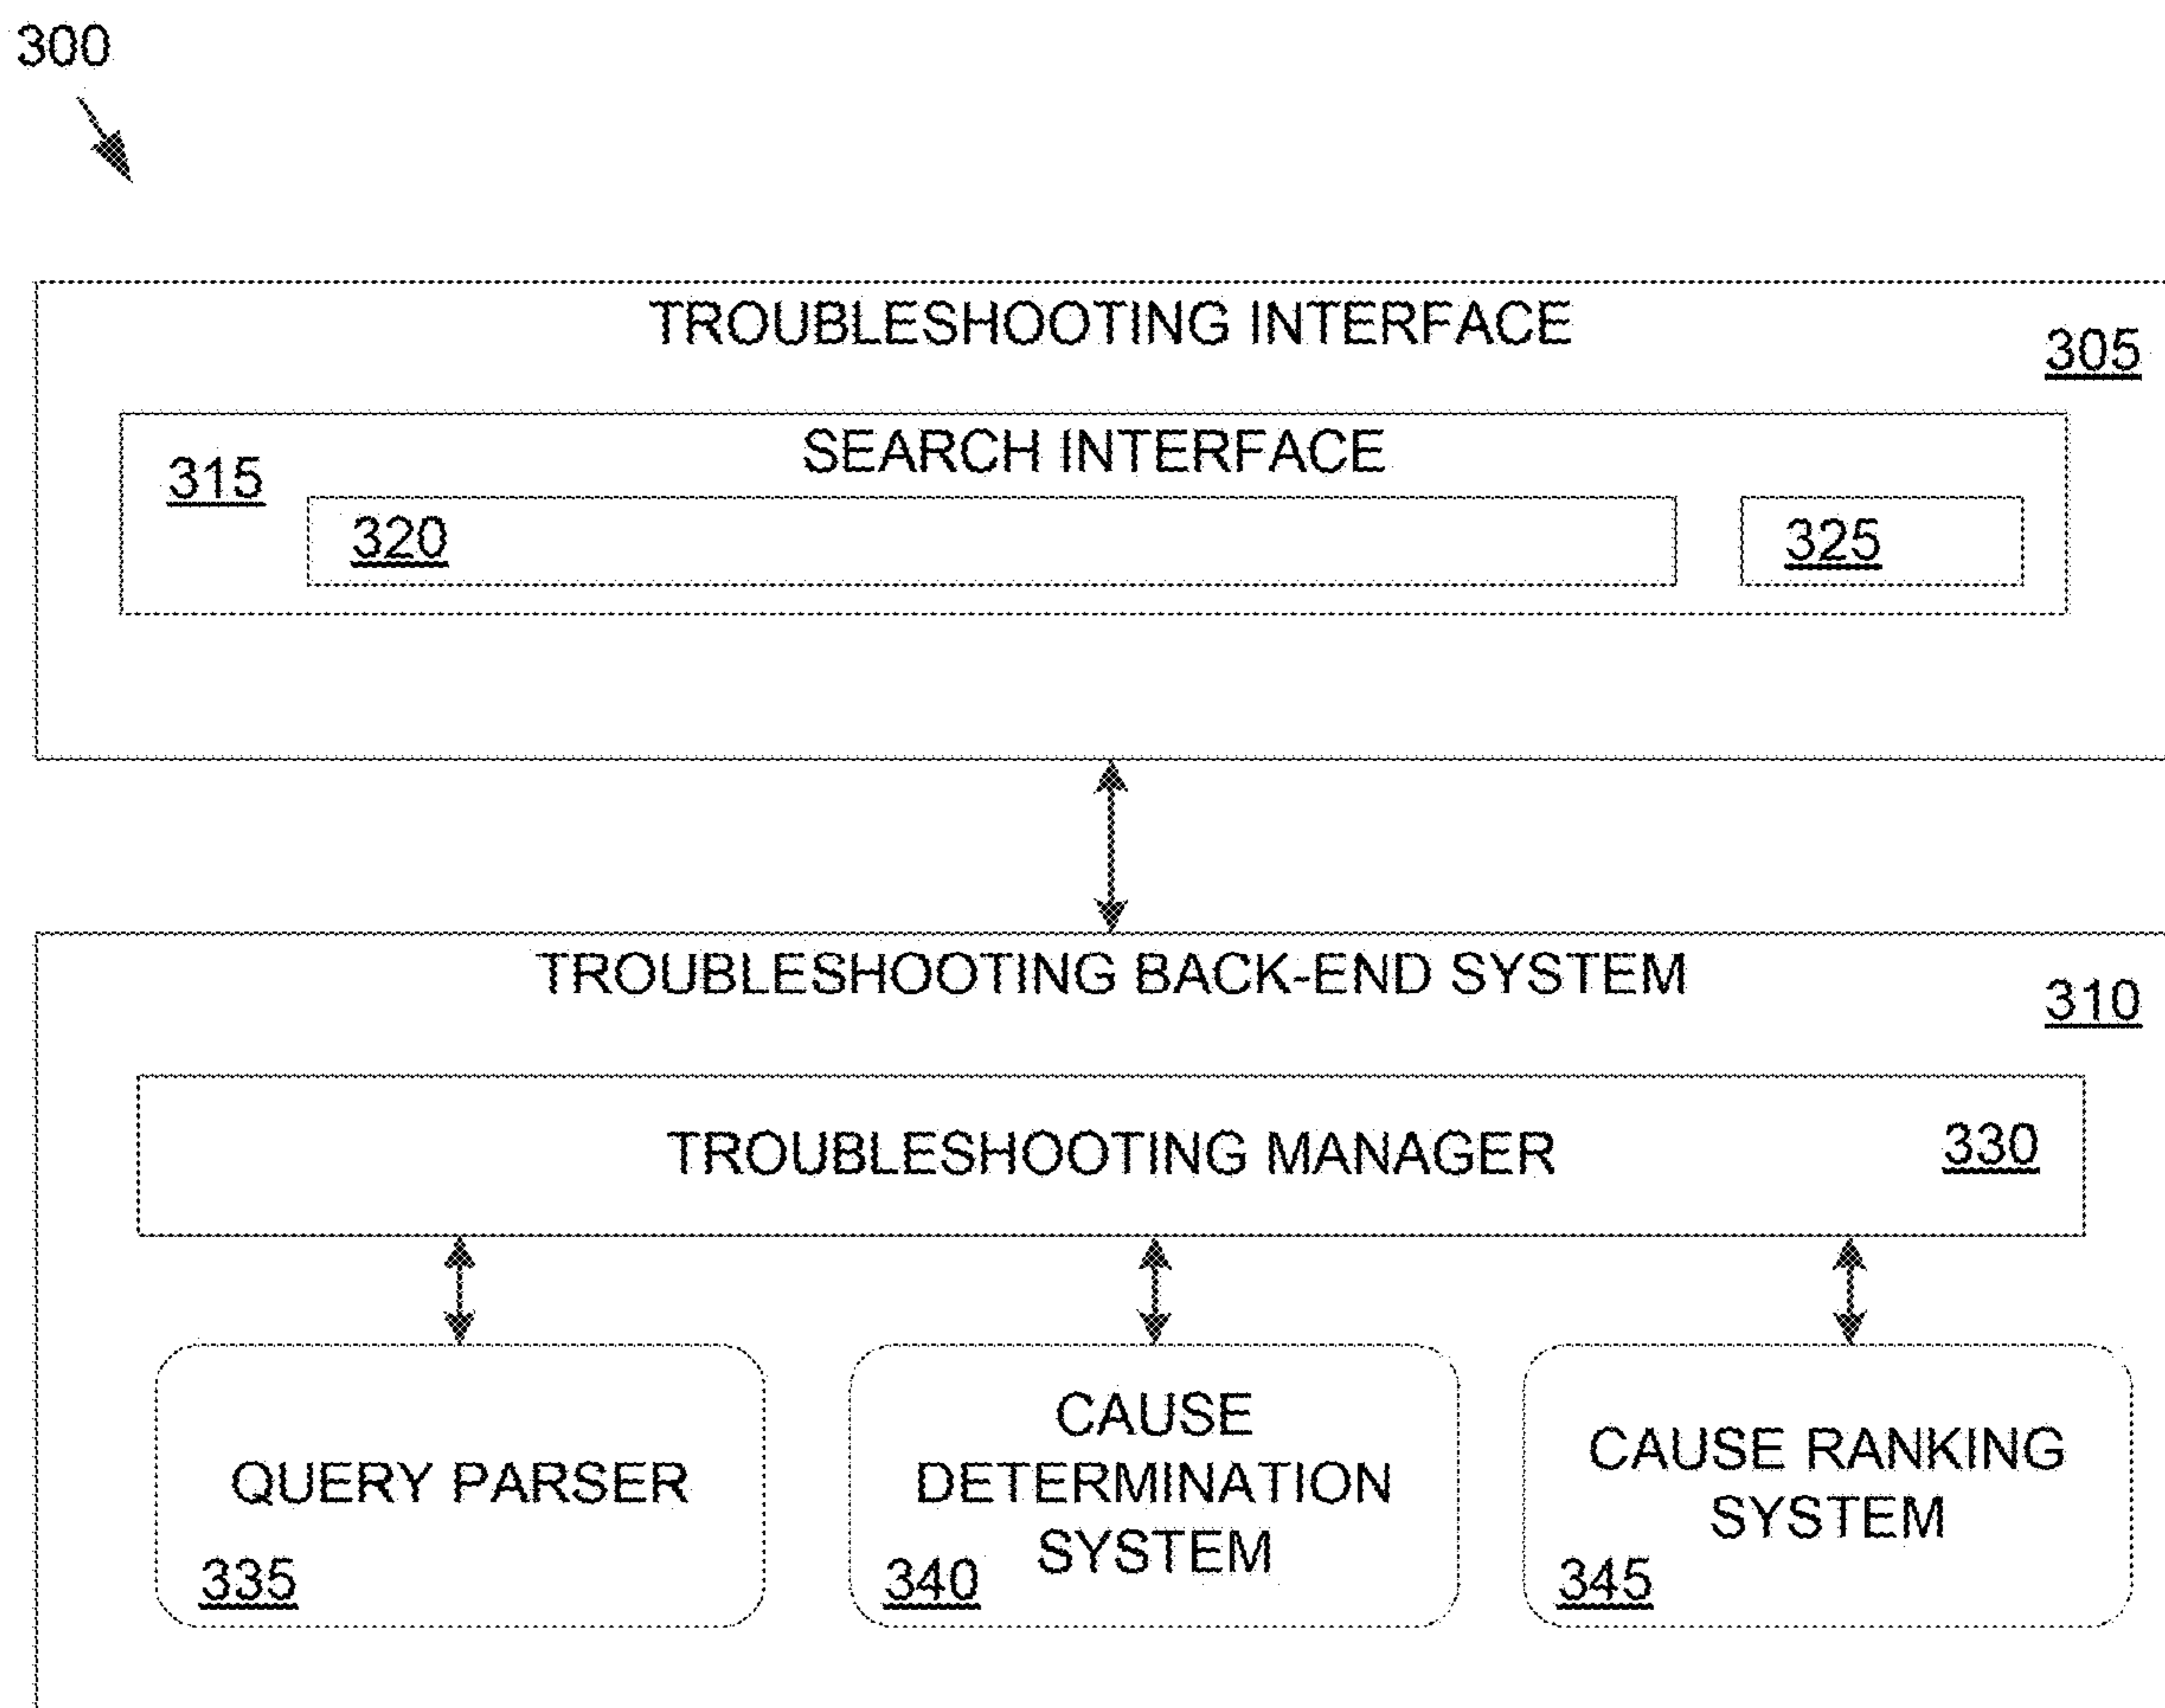 300
TROUBLESHOOTING INTERFACE
305
SEARCH INTERFACE
315
320
325
TROUBLESHOOTING BACK-END SYSTEM
310
TROUBLESHOOTING MANAGER
330
QUERY PARSER
335
CAUSE
DETERMINATION
SYSTEM
340
CAUSE RANKING
SYSTEM
345